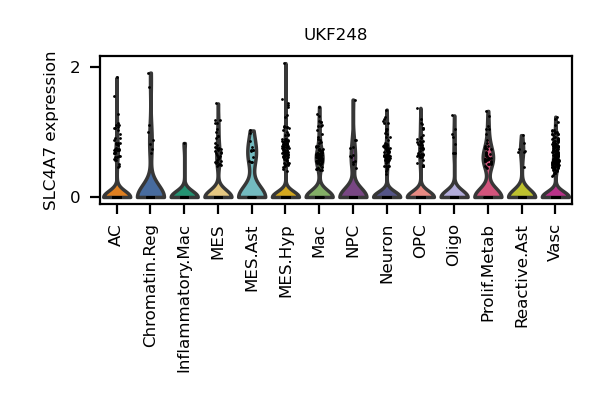 UKF248
SLC4A7 expression
2
0
AC
Chromatin.Reg
Inflammatory.Mac
MES
MES.Ast
MES.Hyp
Mac
NPC
Neuron
OPC
Oligo
Prolif.Metab
Reactive.Ast
Vasc